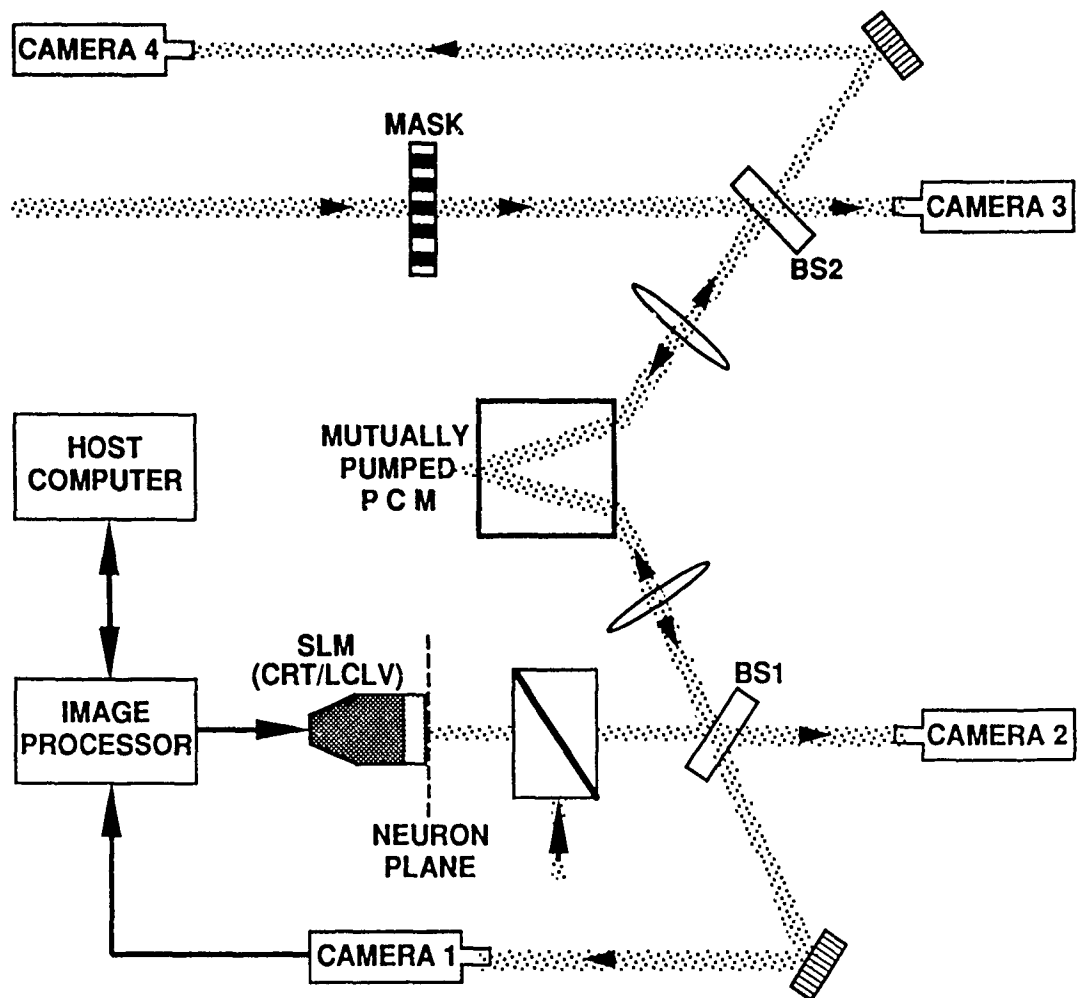 CAMERA 4
MASK
CAMERA 3
BS2
MUTUALLY
PUMPED
P C M
HOST
COMPUTER
SLM
(CRT/LCLV)
BS1
IMAGE
PROCESSOR
CAMERA 2
NEURON
PLANE
CAMERA 1